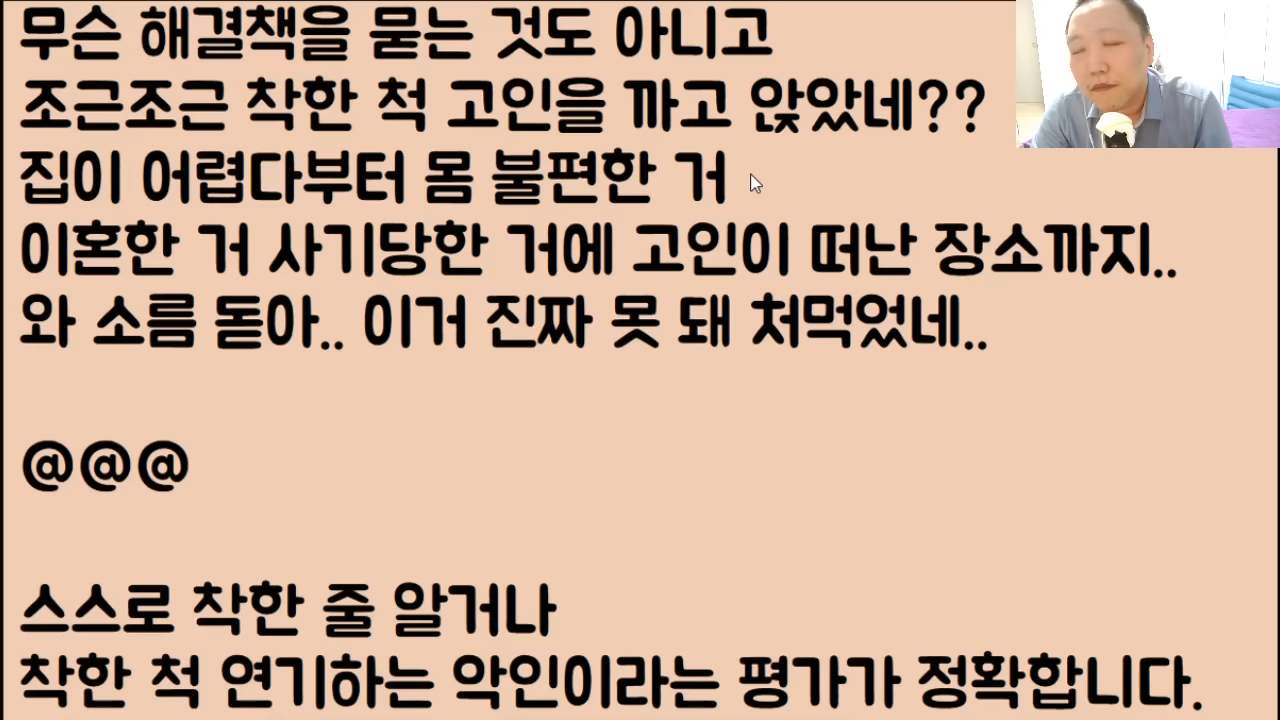 무슨 해결책을 묻는 것도 아니고
조근조근 착한 척 고인을 까고 앉았네??
집이 어렵다부터 몸 불편한 거
이혼한 거 사기당한 거에 고인이 떠난 장소까지..
와 소름 돋아.. 이거 진짜 못 돼 처먹었네..
@@@
스스로 착한 줄 알거나
착한 척 연기하는 악인이라는 평가가 정확합니다.